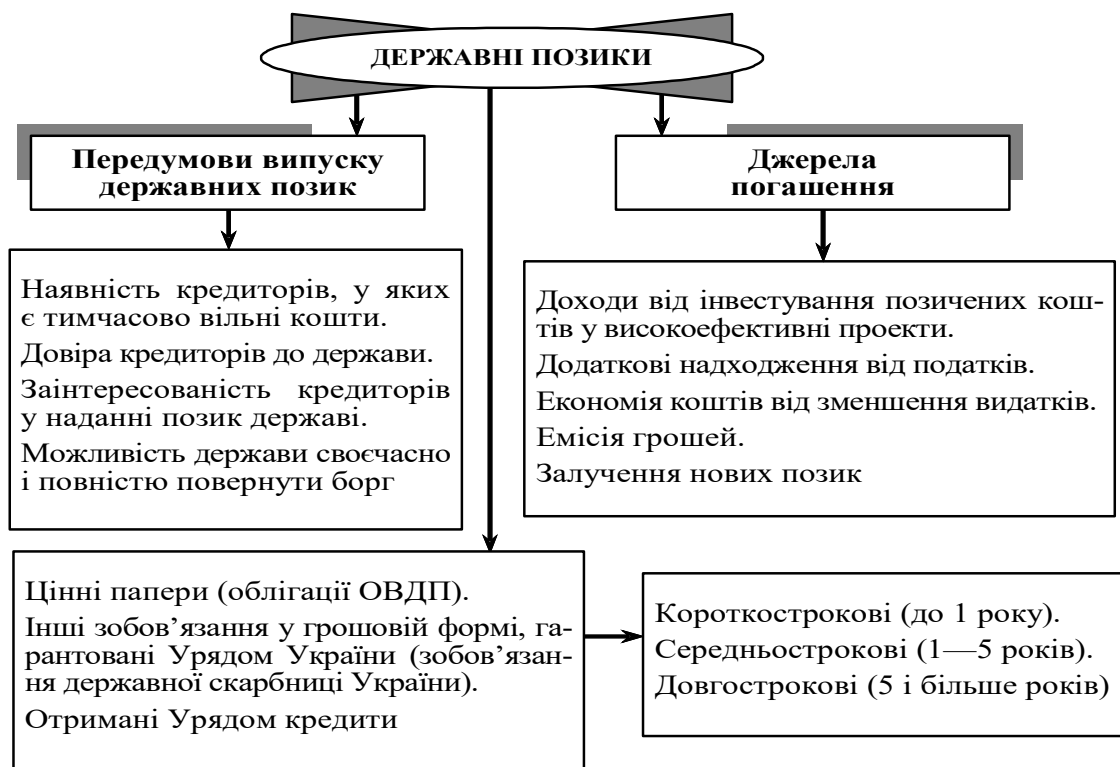 ДЕРЖАВНІ ПОЗИКИ
Передумови випуску
державних позик
Джерела
погашення
Наявність кредиторів, у яких
є тимчасово вільні кошти.
Довіра кредиторів до держави.
Заінтересованість кредиторів
у наданні позик державі.
Можливість держави своєчасно
і повністю повернути борг
Доходи від інвестування позичених кош-
тів у високоефективні проекти.
Додаткові надходження від податків.
Економія коштів від зменшення видатків.
Емісія грошей.
Залучення нових позик
Цінні папери (облігації ОВДП).
Інші зобов’язання у грошовій формі, га-
рантовані Урядом України (зобов’язан-
ня державної скарбниці України).
Отримані Урядом кредити
Короткострокові (до 1 року).
Середньострокові (1—5 років).
Довгострокові (5 і більше років)